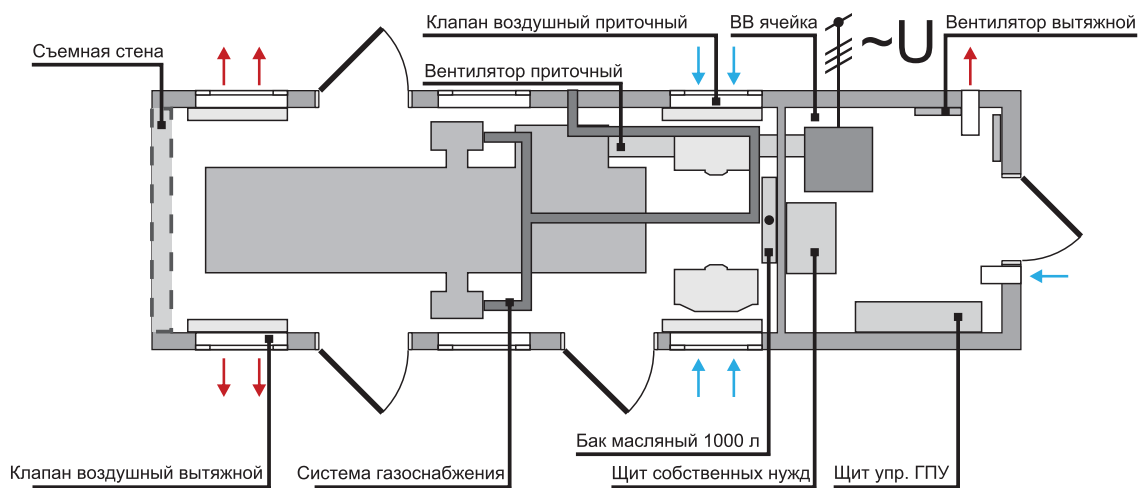 Клапан воздушный приточный
ВВ ячейка
~U
Вентилятор вытяжной
Съемная стена
Вентилятор приточный
Бак масляный 1000 л
Клапан воздушный вытяжной
Система газоснабжения
Щит собственных нужд
Щит упр. ГПУ